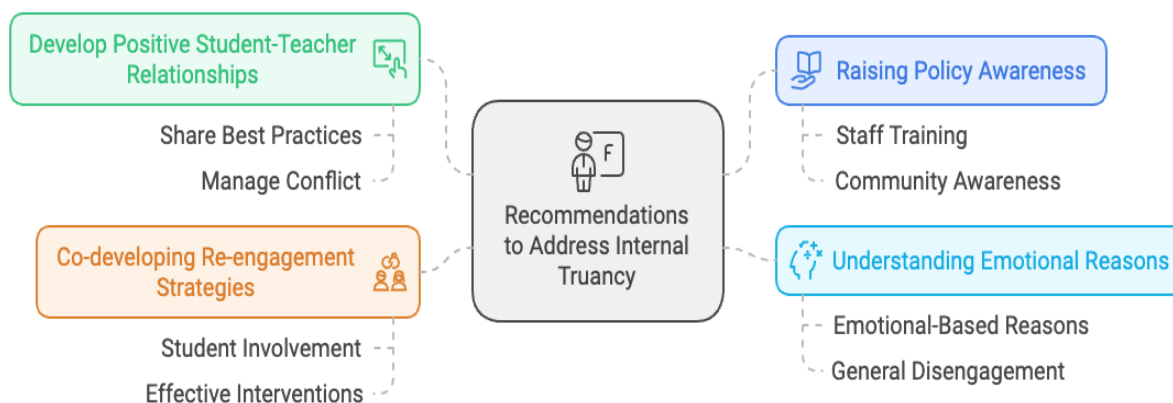 Develop Positive Student-Teacher
Relationships
Share Best Practices
Manage Conflict
Co-developing Re-engagement
Strategies
Student Involvement
Effective Interventions
F
Recommendations
to Address Internal
Truancy
Raising Policy Awareness
Staff Training
Community Awareness
Understanding Emotional Reasons
Emotional-Based Reasons
General Disengagement